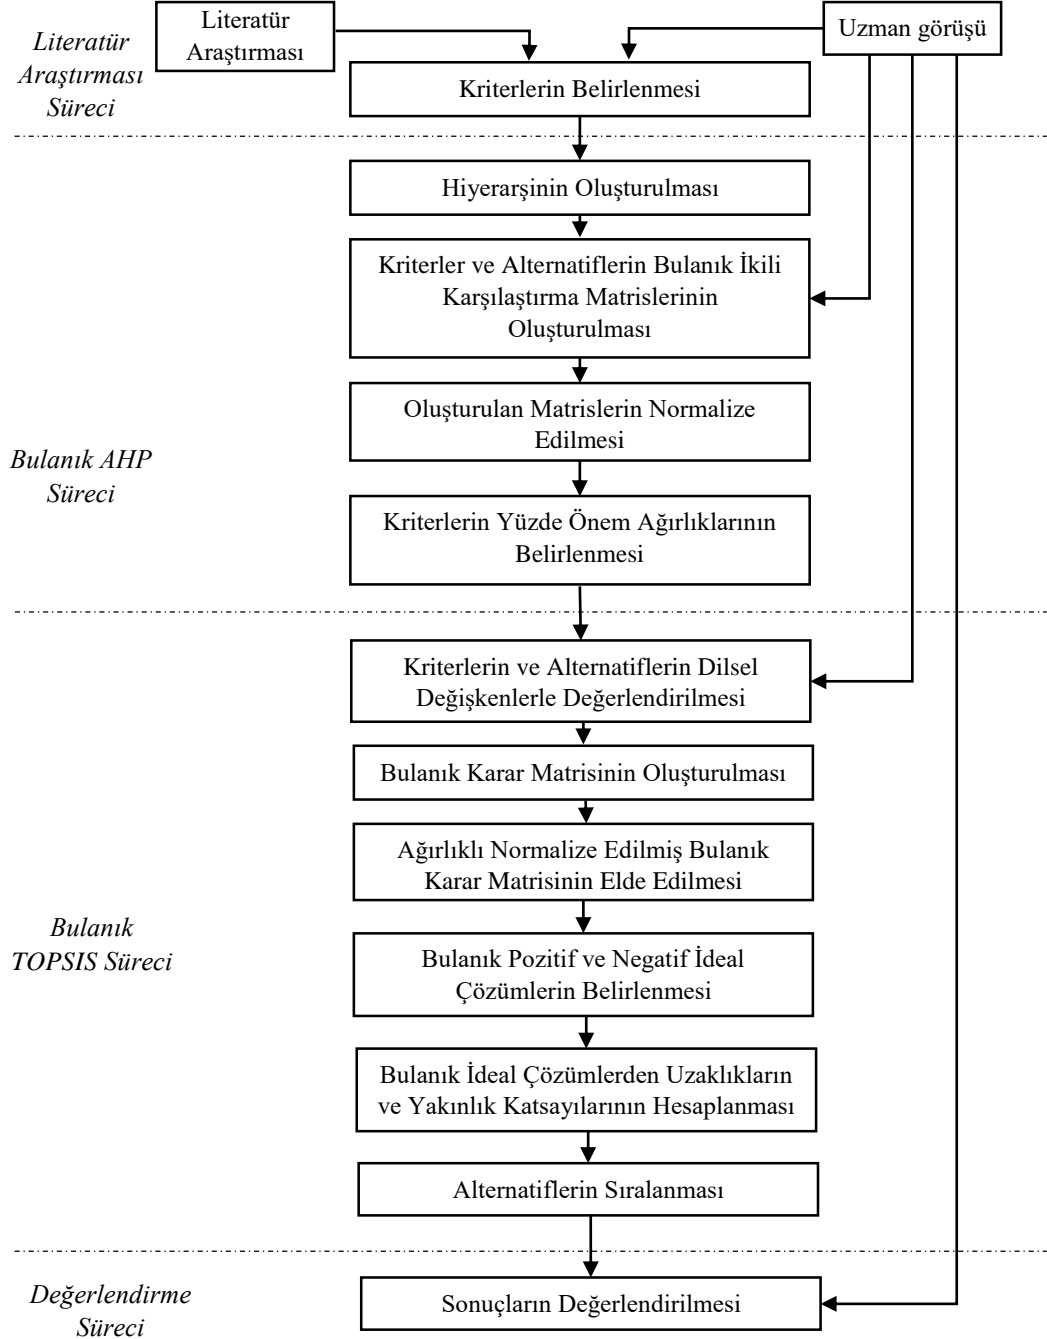 Literatür
Araştırması
Süreci
Literatür
Araştırması
Uzman görüşü
Kriterlerin Belirlenmesi
Hiyerarşinin Oluşturulması
Kriterler ve Alternatiflerin Bulanık İkili
Karşılaştırma Matrislerinin
Oluşturulması
Oluşturulan Matrislerin Normalize
Edilmesi
Bulanık AHP
Süreci
Kriterlerin Yüzde Önem Ağırlıklarının
Belirlenmesi
Kriterlerin ve Alternatiflerin Dilsel
Değişkenlerle Değerlendirilmesi
Bulanık Karar Matrisinin Oluşturulması
Ağırlıklı Normalize Edilmiş Bulanık
Karar Matrisinin Elde Edilmesi
Bulanık
TOPSIS Süreci
Bulanık Pozitif ve Negatif İdeal
Çözümlerin Belirlenmesi
Bulanık İdeal Çözümlerden Uzaklıkların
ve Yakınlık Katsayılarının Hesaplanması
Alternatiflerin Sıralanması
Değerlendirme
Süreci
Sonuçların Değerlendirilmesi